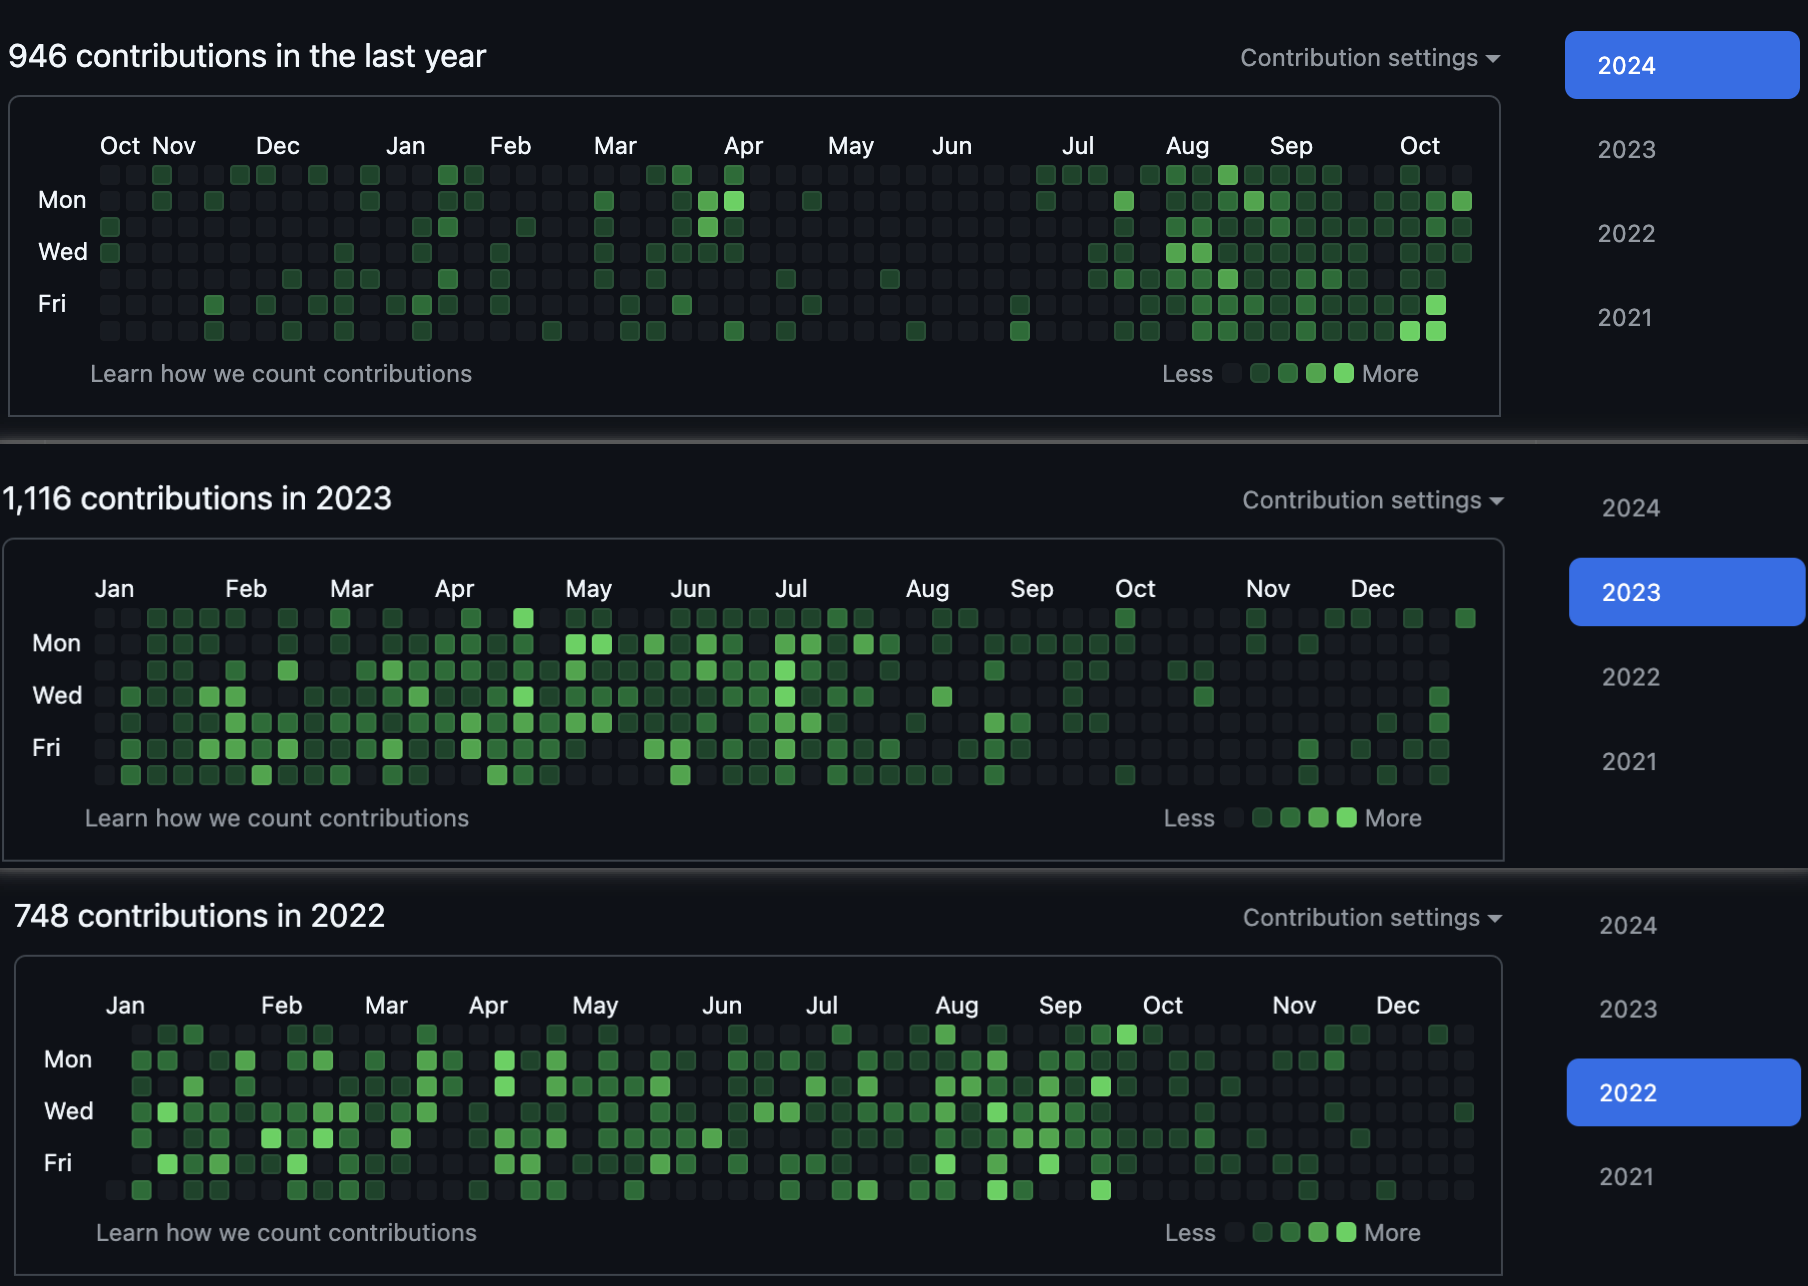 946 contributions in the last year
Contribution settings
2024
2023
2022
2021
Oct Nov Dec Jan Feb Mar Apr May Jun Jul Aug Sep Oct
Mon
Wed
Fri
Learn how we count contributions
Less More
1,116 contributions in 2023
Contribution settings
2024
2023
2022
2021
Jan Feb Mar Apr May Jun Jul Aug Sep Oct Nov Dec
Mon
Wed
Fri
Learn how we count contributions
Less More
748 contributions in 2022
Contribution settings
2024
2023
2022
2021
Jan Feb Mar Apr May Jun Jul Aug Sep Oct Nov Dec
Mon
Wed
Fri
Learn how we count contributions
Less More